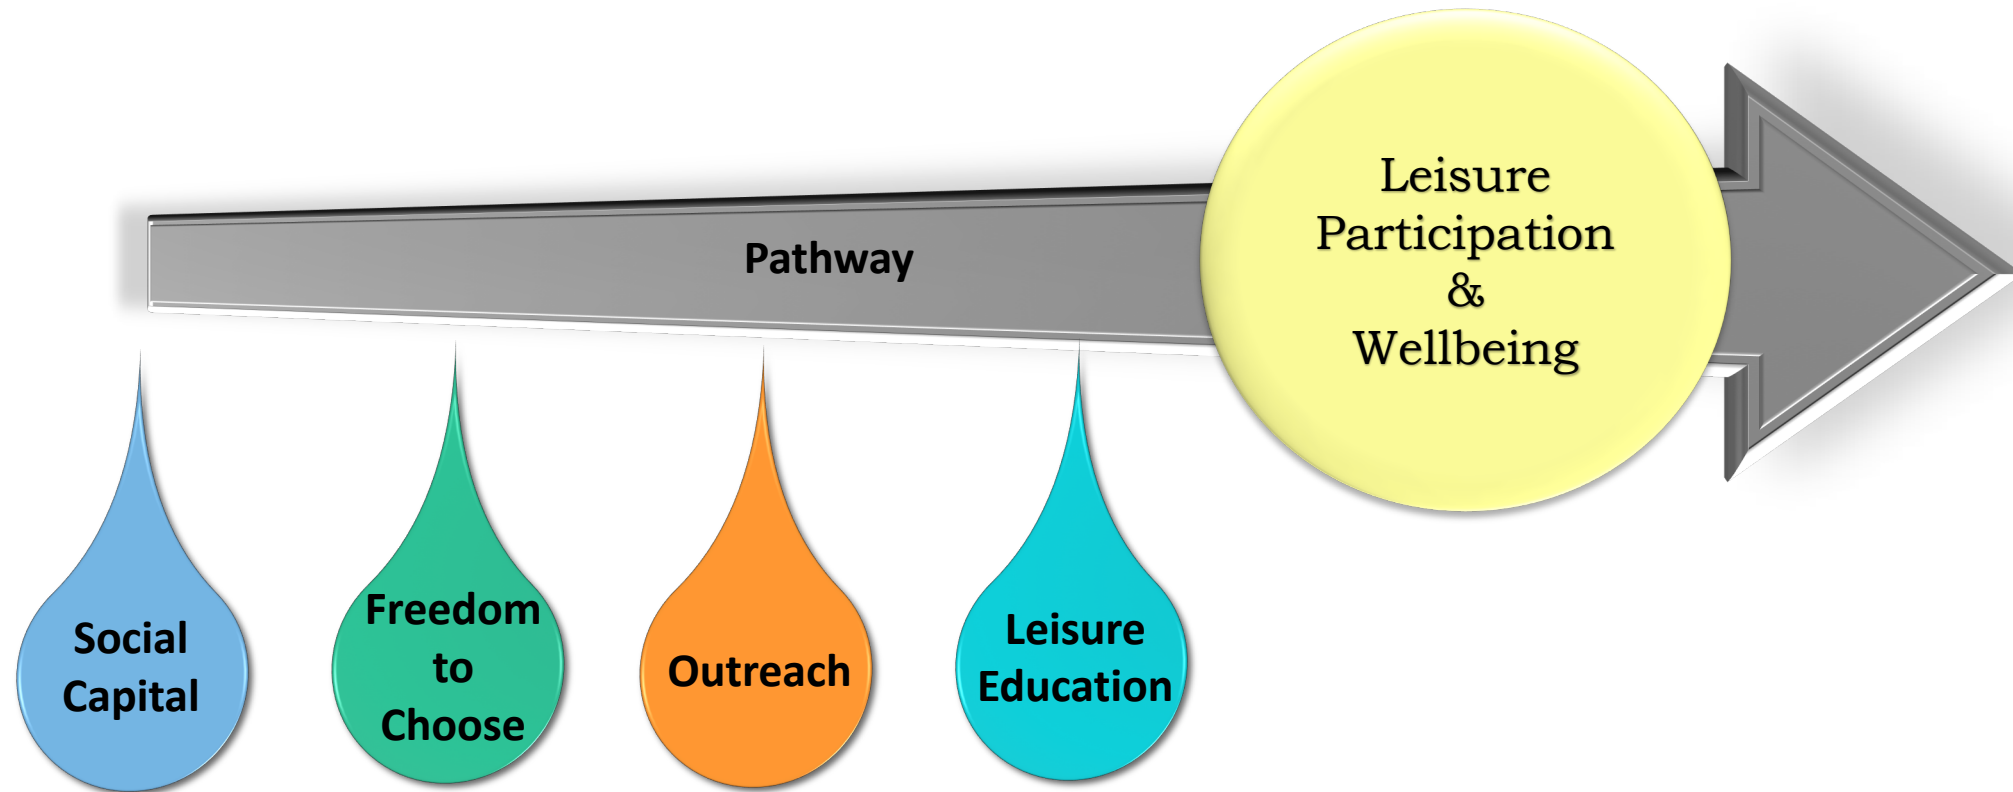 Leisure
Participation
&
Wellbeing
Pathway
Social
Capital
Freedom
to
Choose
Outreach
Leisure
Education